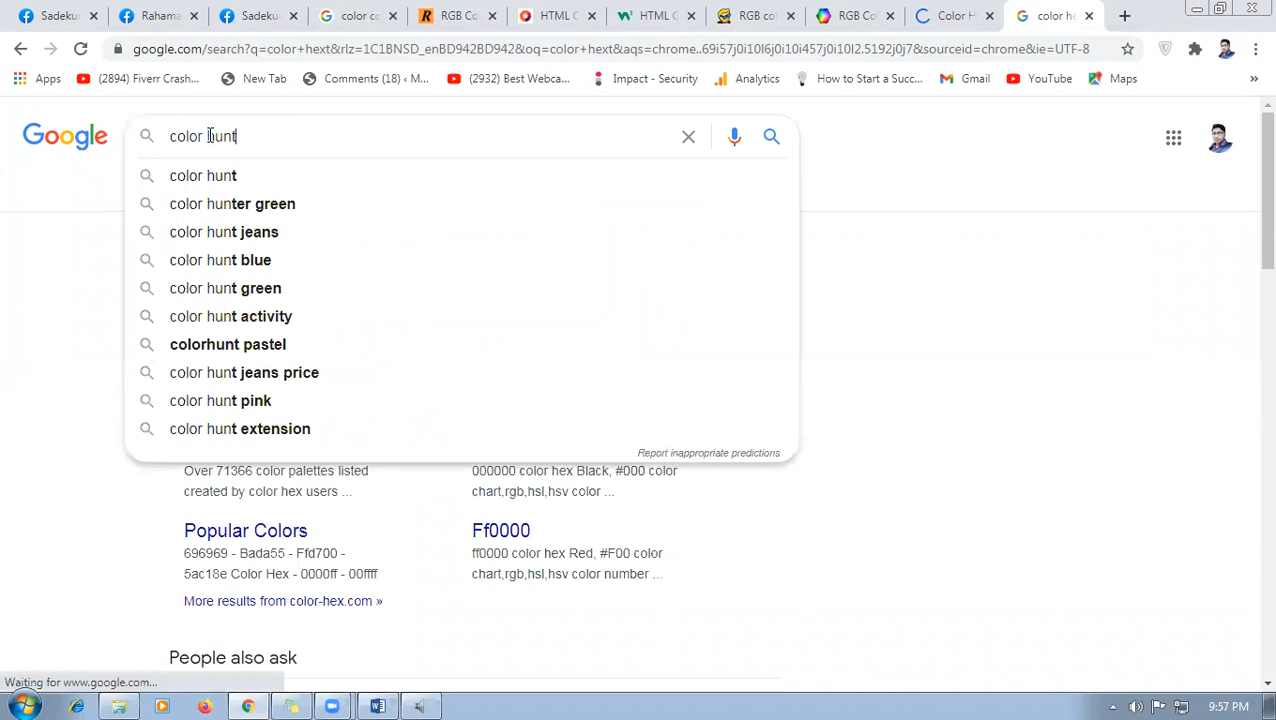 Sadeku
Rahama
Sadeku
color co
RGB Co
HTML C
HTML C
RGB col
RGB Col
Color H
color he
google.com/search?q=color+hext&rlz=1C1BNSD_enBD942BD942&oq=color+hext&aqs=chrome..69i57j0i10l6j0i10i457j0i10l2.5192j0j7&sourceid=chrome&ie=UTF-8
Apps
(2894) Fiverr Crash...
New Tab
Comments (18) ‹ M...
(2932) Best Webca...
Impact - Security
Analytics
How to Start a Succ...
Gmail
YouTube
Maps
»
Google
color hunt
color hunt
color hunter green
color hunt jeans
color hunt blue
color hunt green
color hunt activity
colorhunt pastel
color hunt jeans price
color hunt pink
color hunt extension
Report inappropriate predictions
Over 71366 color palettes listed
created by color hex users ...
000000 color hex Black, #000 color
chart,rgb,hsl,hsv color ...
Popular Colors
696969 - Bada55 - Ffd700 -
5ac18e Color Hex - 0000ff - 00ffff
Ff0000
ff0000 color hex Red, #F00 color
chart,rgb,hsl,hsv color number ...
More results from color-hex.com »
People also ask
Waiting for www.google.com...
9:57 PM